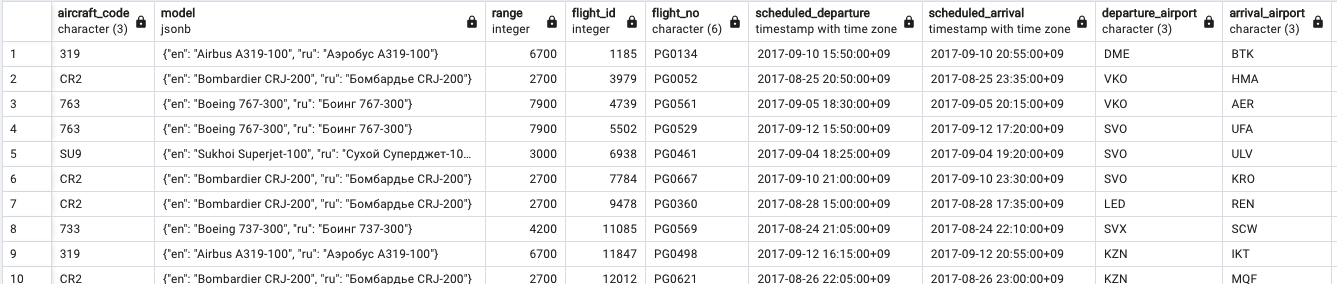 aircraft_code model range flight_id flight_no scheduled_departure scheduled_arrival departure_airport arrival_airport
character (3) jsonb integer integer character (6) timestamp with time zone timestamp with time zone character (3) character (3)
1 319 {"en": "Airbus A319-100", "ru": "Аэробус A319-100"} 6700 1185 PG0134 2017-09-10 15:50:00+09 2017-09-10 20:55:00+09 DME BTK
2 CR2 {"en": "Bombardier CRJ-200", "ru": "Бомбардье CRJ-200"} 2700 3979 PG0052 2017-08-25 20:50:00+09 2017-08-25 23:35:00+09 VKO HMA
3 763 {"en": "Boeing 767-300", "ru": "Боинг 767-300"} 7900 4739 PG0561 2017-09-05 18:30:00+09 2017-09-05 20:15:00+09 VKO AER
4 763 {"en": "Boeing 767-300", "ru": "Боинг 767-300"} 7900 5502 PG0529 2017-09-12 15:50:00+09 2017-09-12 17:20:00+09 SVO UFA
5 SU9 {"en": "Sukhoi Superjet-100", "ru": "Сухой Суперджет-10... 3000 6938 PG0461 2017-09-04 18:25:00+09 2017-09-04 19:20:00+09 SVO ULV
6 CR2 {"en": "Bombardier CRJ-200", "ru": "Бомбардье CRJ-200"} 2700 7784 PG0667 2017-09-10 21:00:00+09 2017-09-10 23:30:00+09 SVO KRO
7 CR2 {"en": "Bombardier CRJ-200", "ru": "Бомбардье CRJ-200"} 2700 9478 PG0360 2017-08-28 15:00:00+09 2017-08-28 17:35:00+09 LED REN
8 733 {"en": "Boeing 737-300", "ru": "Боинг 737-300"} 4200 11085 PG0569 2017-08-24 21:05:00+09 2017-08-24 22:10:00+09 SVX SCW
9 319 {"en": "Airbus A319-100", "ru": "Аэробус A319-100"} 6700 11847 PG0498 2017-09-12 16:15:00+09 2017-09-12 20:55:00+09 KZN IKT
10 CR2 {"en": "Bombardier CRJ-200", "ru": "Бомбардье CRJ-200"} 2700 12012 PG0621 2017-08-26 22:05:00+09 2017-08-26 23:00:00+09 KZN MQF